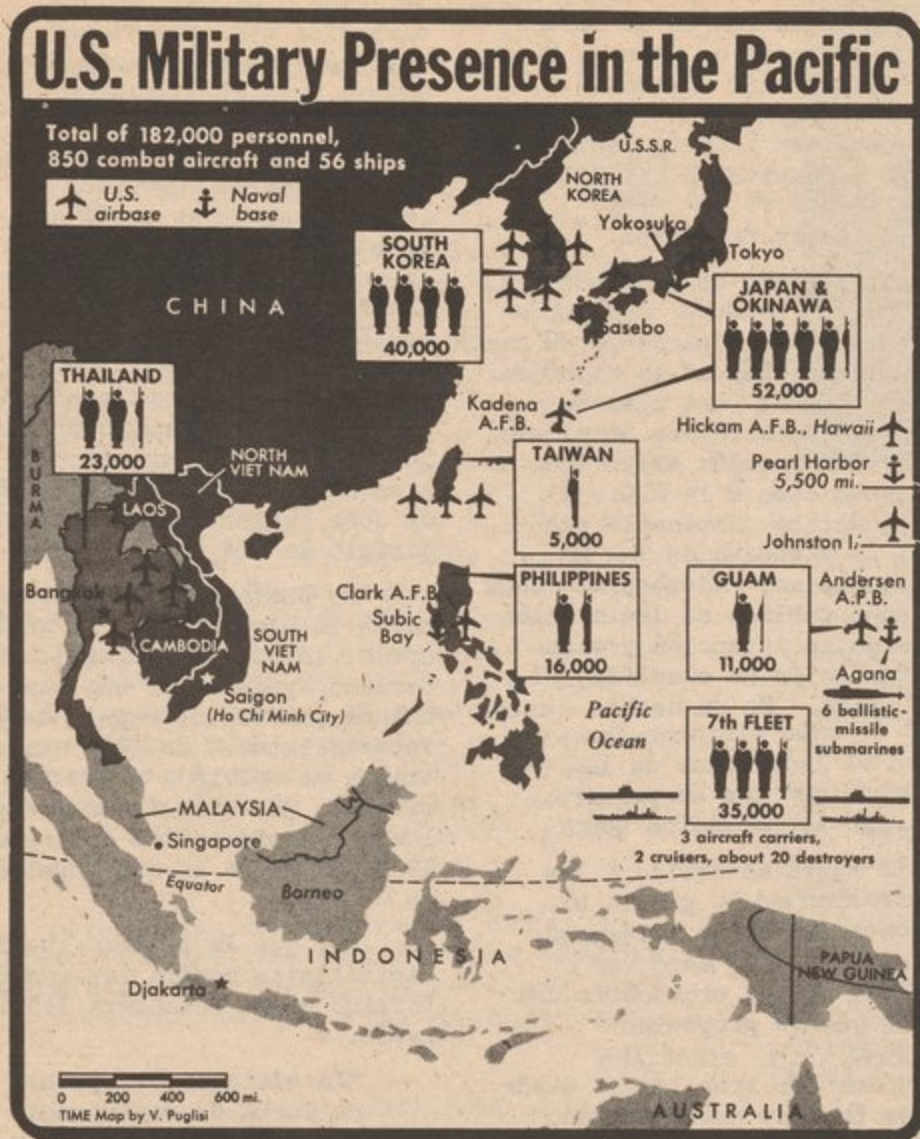 U.S. Military Presence in the Pacific
Total of 182,000 personnel,
850 combat aircraft and 56 ships
U.S.
airbase
Naval
base
U.S.S.R.
NORTH
KOREA
Yokosuka
Tokyo
SOUTH
KOREA
40,000
JAPAN &
OKINAWA
52,000
CHINA
Sasebo
THAILAND
23,000
Kadena
A.F.B.
Hickam A.F.B., Hawaii
BURMA
NORTH
VIET NAM
TAIWAN
5,000
Pearl Harbor
5,500 mi.
LAOS
Johnston I.
Bangkok
Clark A.F.B.
Subic
Bay
PHILIPPINES
16,000
GUAM
11,000
Andersen
A.F.B.
Agana
6 ballistic-
missile
submarines
CAMBODIA
SOUTH
VIET
NAM
Saigon
(Ho Chi Minh City)
Pacific
Ocean
7th FLEET
35,000
3 aircraft carriers,
2 cruisers, about 20 destroyers
MALAYSIA
Singapore
Equator
Borneo
INDONESIA
PAPUA
NEW GUINEA
Djakarta
0 200 400 600 mi.
TIME Map by V. Puglisi
AUSTRALIA